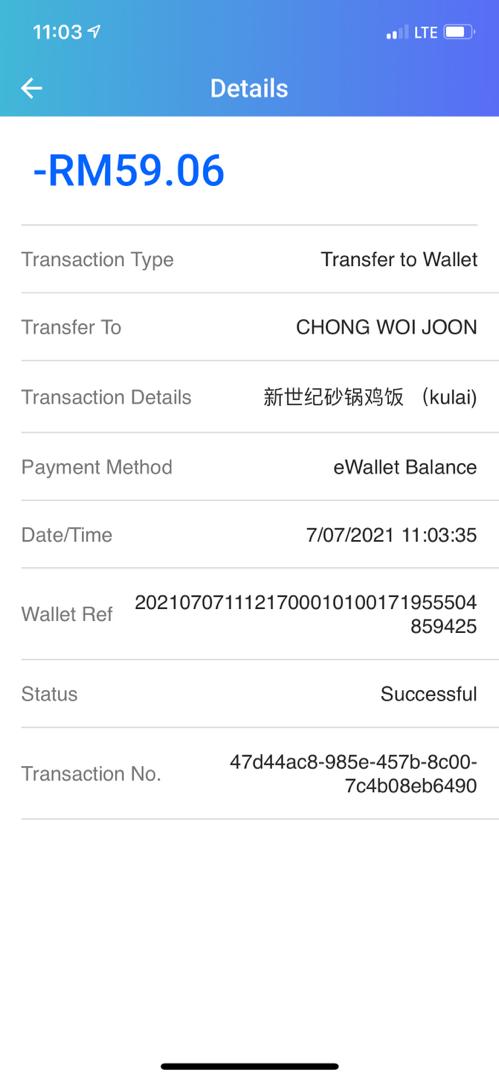 11:03
LTE
Details
-RM59.06
Transaction Type Transfer to Wallet
Transfer To CHONG WOI JOON
Transaction Details 新世纪砂锅鸡饭 （kulai)
Payment Method eWallet Balance
Date/Time 7/07/2021 11:03:35
Wallet Ref 20210707111217000010100171955504
859425
Status Successful
Transaction No. 47d44ac8-985e-457b-8c00-
7c4b08eb6490